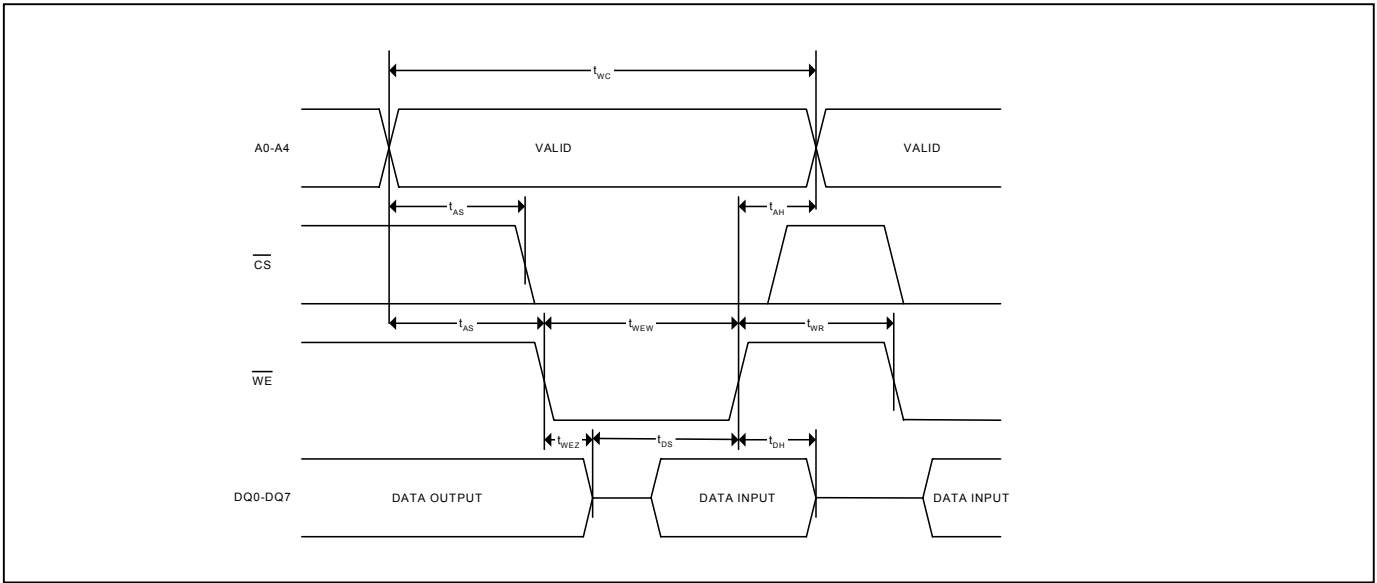 tWC
A0-A4 VALID VALID
tAS tAH
CS
tAS tWEW tWR
WE
tWEZ tDS tDH
DQ0-DQ7 DATA OUTPUT DATA INPUT DATA INPUT